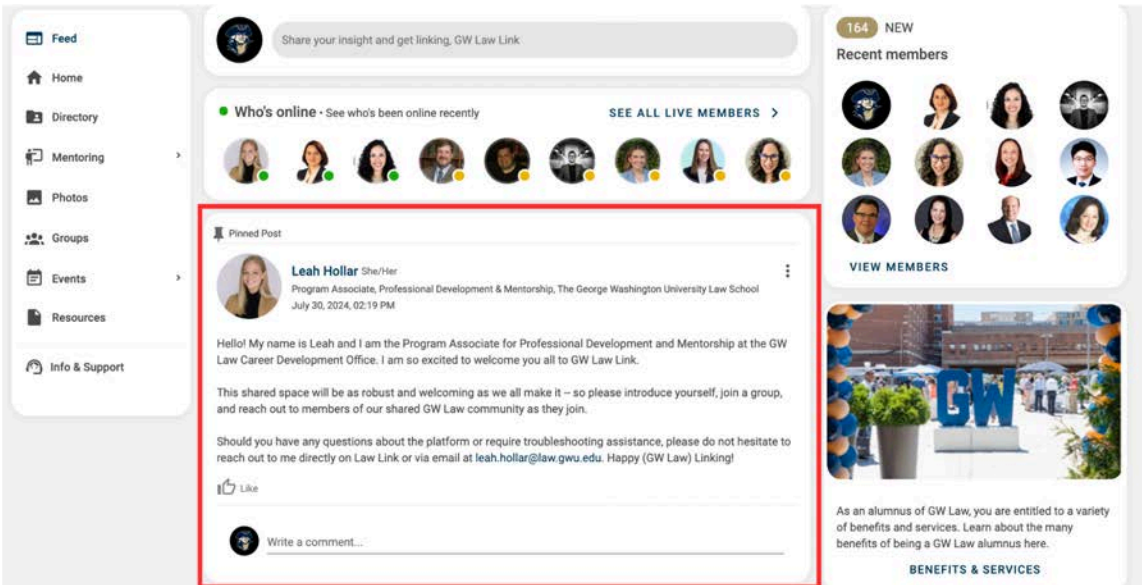 Feed
Home
Directory
Mentoring
Photos
Groups
Events
Resources
Info & Support
Share your insight and get linking, GW Law Link
Who's online · See who's been online recently
SEE ALL LIVE MEMBERS
Pinned Post
Leah Hollar She/Her
Program Associate, Professional Development & Mentorship, The George Washington University Law School
July 30, 2024, 02:19 PM
Hello! My name is Leah and I am the Program Associate for Professional Development and Mentorship at the GW
Law Career Development Office. I am so excited to welcome you all to GW Law Link.
This shared space will be as robust and welcoming as we all make it – so please introduce yourself, join a group,
and reach out to members of our shared GW Law community as they join.
Should you have any questions about the platform or require troubleshooting assistance, please do not hesitate to
reach out to me directly on Law Link or via email at leah.hollar@law.gwu.edu. Happy (GW Law) Linking!
Like
Write a comment...
164 NEW
Recent members
VIEW MEMBERS
GW
As an alumnus of GW Law, you are entitled to a variety
of benefits and services. Learn about the many
benefits of being a GW Law alumnus here.
BENEFITS & SERVICES